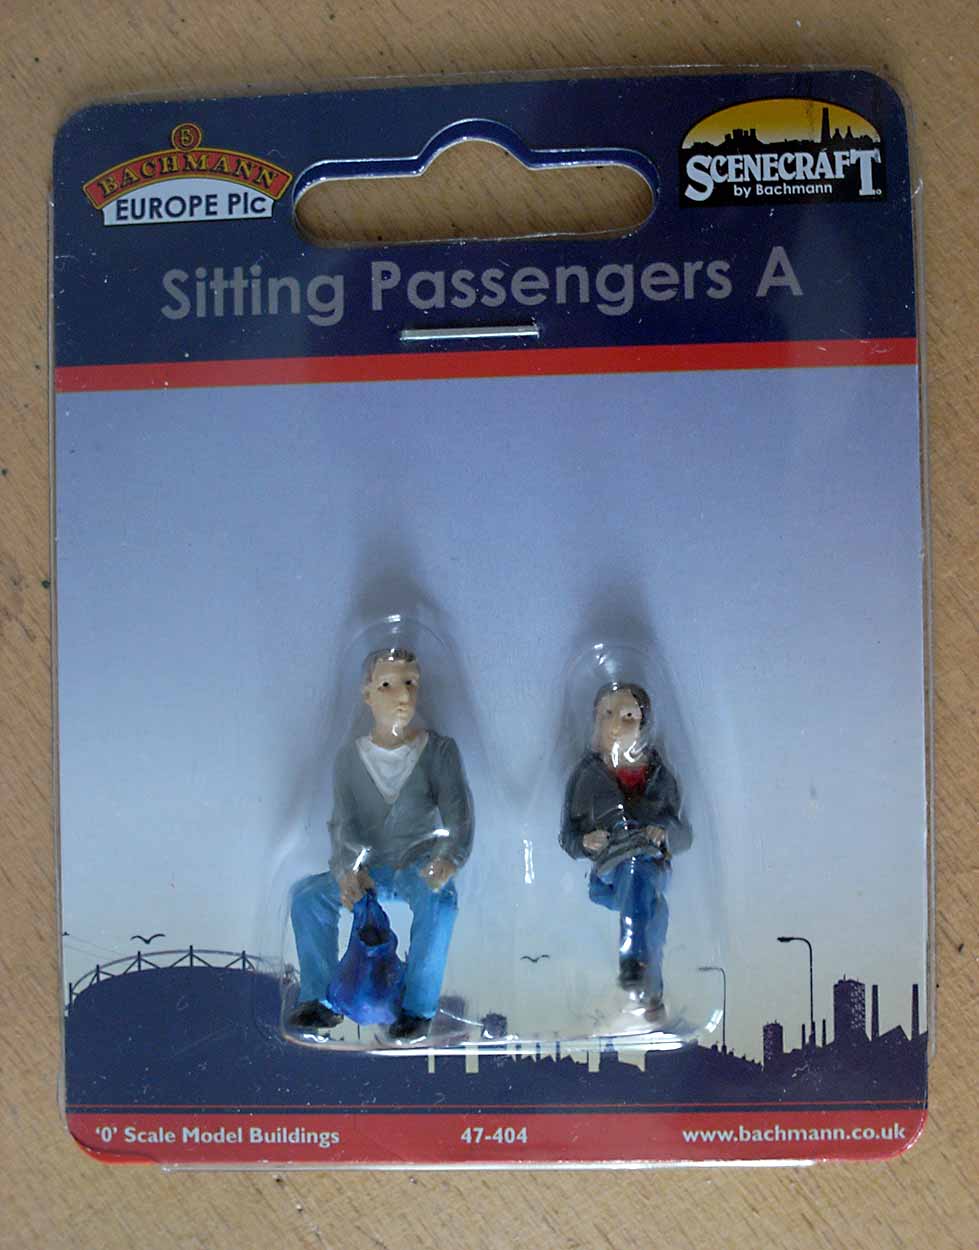 BACHMANN
EUROPE Plc
SCENECRAFT
by Bachmann
Sitting Passengers A
'0' Scale Model Buildings
47-404
www.bachmann.co.uk